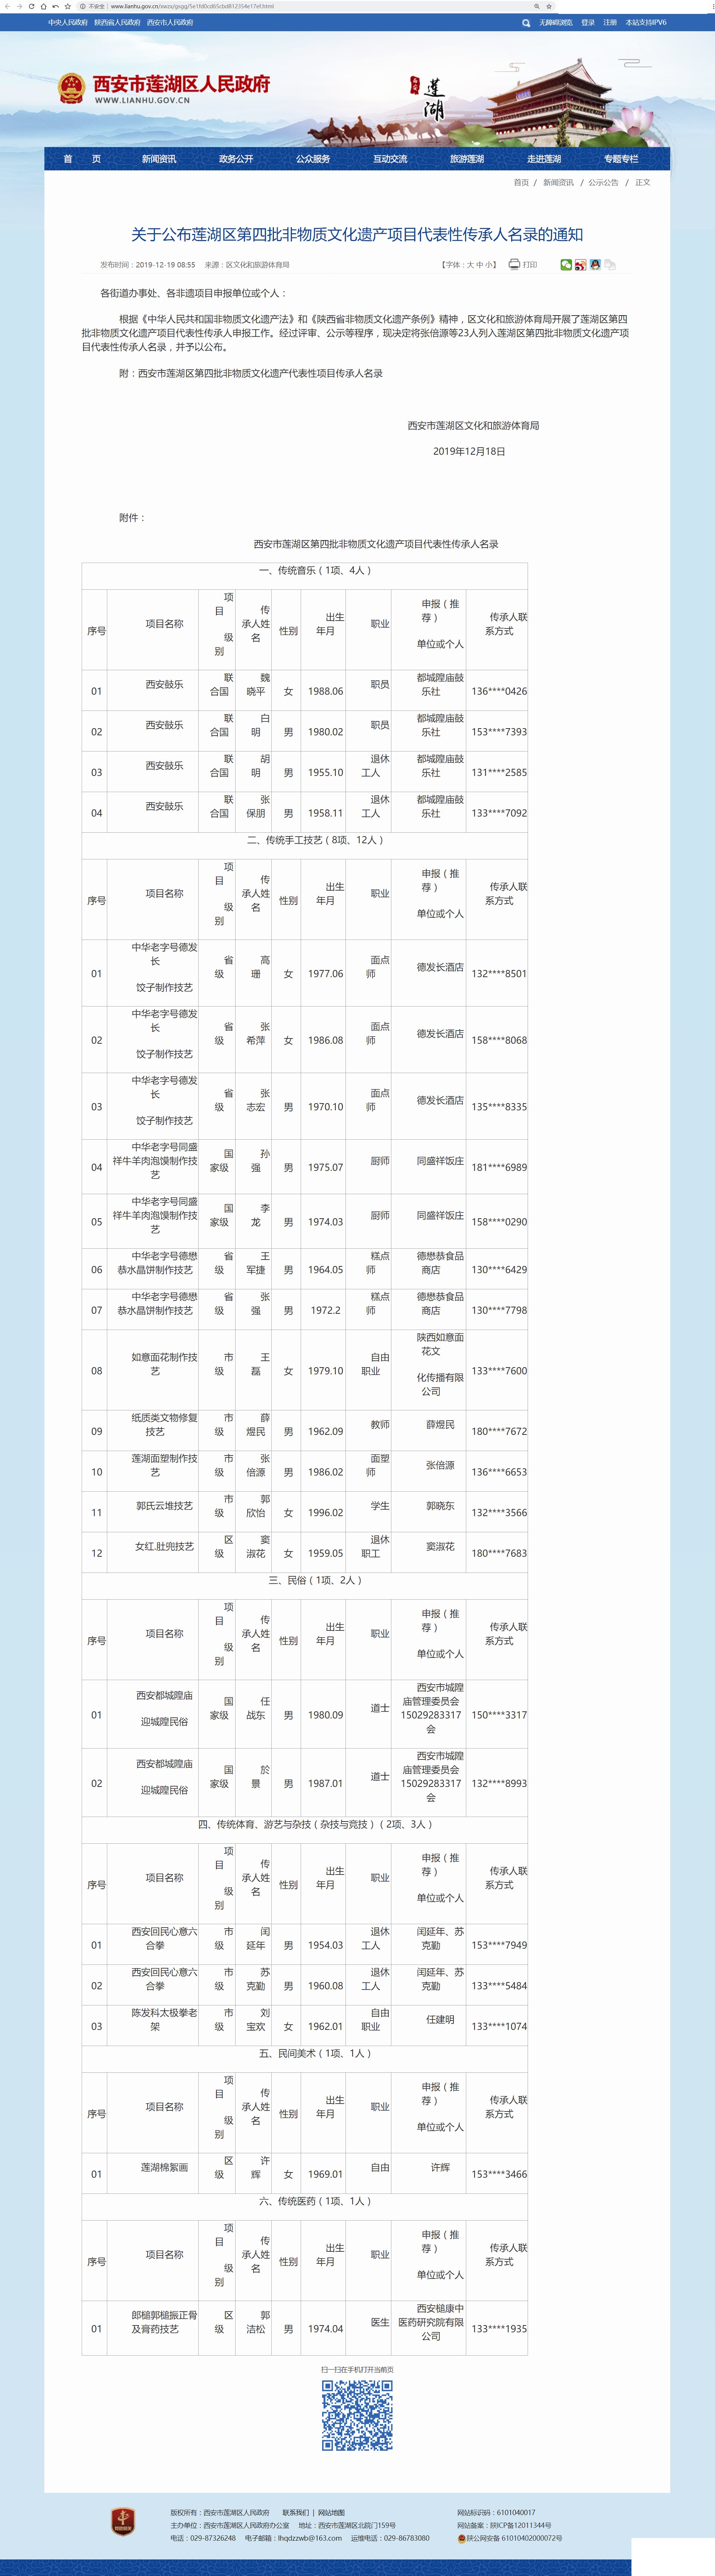 不安全 | www.lianhu.gov.cn/xwzx/gsgg/5e1fd0cd65cbd812354e17ef.html
中央人民政府 陕西省人民政府 西安市人民政府 无障碍浏览 登录 注册 本站支持IPV6
西安市莲湖区人民政府
WWW.LIANHU.GOV.CN
莲湖
首 页 新闻资讯 政务公开 公众服务 互动交流 旅游莲湖 走进莲湖 专题专栏
首页 / 新闻资讯 / 公示公告 / 正文
关于公布莲湖区第四批非物质文化遗产项目代表性传承人名录的通知
发布时间:2019-12-19 08:55 来源:区文化和旅游体育局 【字体:大 中 小】 打印
各街道办事处、各非遗项目申报单位或个人:
根据《中华人民共和国非物质文化遗产法》和《陕西省非物质文化遗产条例》精神,区文化和旅游体育局开展了莲湖区第四
批非物质文化遗产项目代表性传承人申报工作。经过评审、公示等程序,现决定将张倍源等23人列入莲湖区第四批非物质文化遗产项
目代表性传承人名录,并予以公布。
附:西安市莲湖区第四批非物质文化遗产代表性项目传承人名录
西安市莲湖区文化和旅游体育局
2019年12月18日
附件:
西安市莲湖区第四批非物质文化遗产项目代表性传承人名录
一、传统音乐(1项、4人)
序号 项目名称 项目级别 传承人姓名 性别 出生年月 职业 申报(推荐)单位或个人 传承人联系方式
01 西安鼓乐 联合国 魏晓平 女 1988.06 职员 都城隍庙鼓乐社 136****0426
02 西安鼓乐 联合国 白明 男 1980.02 职员 都城隍庙鼓乐社 153****7393
03 西安鼓乐 联合国 胡明 男 1955.10 退休工人 都城隍庙鼓乐社 131****2585
04 西安鼓乐 联合国 张保朋 男 1958.11 退休工人 都城隍庙鼓乐社 133****7092
二、传统手工技艺(8项、12人)
序号 项目名称 项目级别 传承人姓名 性别 出生年月 职业 申报(推荐)单位或个人 传承人联系方式
01 中华老字号德发长饺子制作技艺 省级 高珊 女 1977.06 面点师 德发长酒店 132****8501
02 中华老字号德发长饺子制作技艺 省级 张希萍 女 1986.08 面点师 德发长酒店 158****8068
03 中华老字号德发长饺子制作技艺 省级 张志宏 男 1970.10 面点师 德发长酒店 135****8335
04 中华老字号同盛祥牛羊肉泡馍制作技艺 国家级 孙强 男 1975.07 厨师 同盛祥饭庄 181****6989
05 中华老字号同盛祥牛羊肉泡馍制作技艺 国家级 李龙 男 1974.03 厨师 同盛祥饭庄 158****0290
06 中华老字号德懋恭水晶饼制作技艺 省级 王军捷 男 1964.05 糕点师 德懋恭食品商店 130****6429
07 中华老字号德懋恭水晶饼制作技艺 省级 张强 男 1972.2 糕点师 德懋恭食品商店 130****7798
08 如意面花制作技艺 市级 王磊 女 1979.10 自由职业 陕西如意面花文化传播有限公司 133****7600
09 纸质类文物修复技艺 市级 薛煜民 男 1962.09 教师 薛煜民 180****7672
10 莲湖面塑制作技艺 市级 张倍源 男 1986.02 面塑师 张倍源 136****6653
11 郭氏云堆技艺 市级 郭欣怡 女 1996.02 学生 郭晓东 132****3566
12 女红.肚兜技艺 区级 窦淑花 女 1959.05 退休职工 窦淑花 180****7683
三、民俗(1项、2人)
序号 项目名称 项目级别 传承人姓名 性别 出生年月 职业 申报(推荐)单位或个人 传承人联系方式
01 西安都城隍庙迎城隍民俗 国家级 任战东 男 1980.09 道士 西安市城隍庙管理委员会15029283317会 150****3317
02 西安都城隍庙迎城隍民俗 国家级 於景 男 1987.01 道士 西安市城隍庙管理委员会15029283317会 132****8993
四、传统体育、游艺与杂技(杂技与竞技)(2项、3人)
序号 项目名称 项目级别 传承人姓名 性别 出生年月 职业 申报(推荐)单位或个人 传承人联系方式
01 西安回民心意六合拳 市级 闰延年 男 1954.03 退休工人 闰延年、苏克勤 153****7949
02 西安回民心意六合拳 市级 苏克勤 男 1960.08 退休工人 闰延年、苏克勤 133****5484
03 陈发科太极拳老架 市级 刘宝欢 女 1962.01 自由职业 任建明 133****1074
五、民间美术(1项、1人)
序号 项目名称 项目级别 传承人姓名 性别 出生年月 职业 申报(推荐)单位或个人 传承人联系方式
01 莲湖棉絮画 区级 许辉 女 1969.01 自由 许辉 153****3466
六、传统医药(1项、1人)
序号 项目名称 项目级别 传承人姓名 性别 出生年月 职业 申报(推荐)单位或个人 传承人联系方式
01 郎槌郭槌振正骨及膏药技艺 区级 郭洁松 男 1974.04 医生 西安槌康中医药研究院有限公司 133****1935
扫一扫在手机打开当前页
版权所有:西安市莲湖区人民政府 联系我们 | 网站地图 网站标识码:6101040017
主办单位:西安市莲湖区人民政府办公室 地址:西安市莲湖区北院门159号 网站备案:陕ICP备12011344号
电话:029-87326248 电子邮箱:lhqdzzwb@163.com 运维电话:029-86783080 陕公网安备 61010402000072号